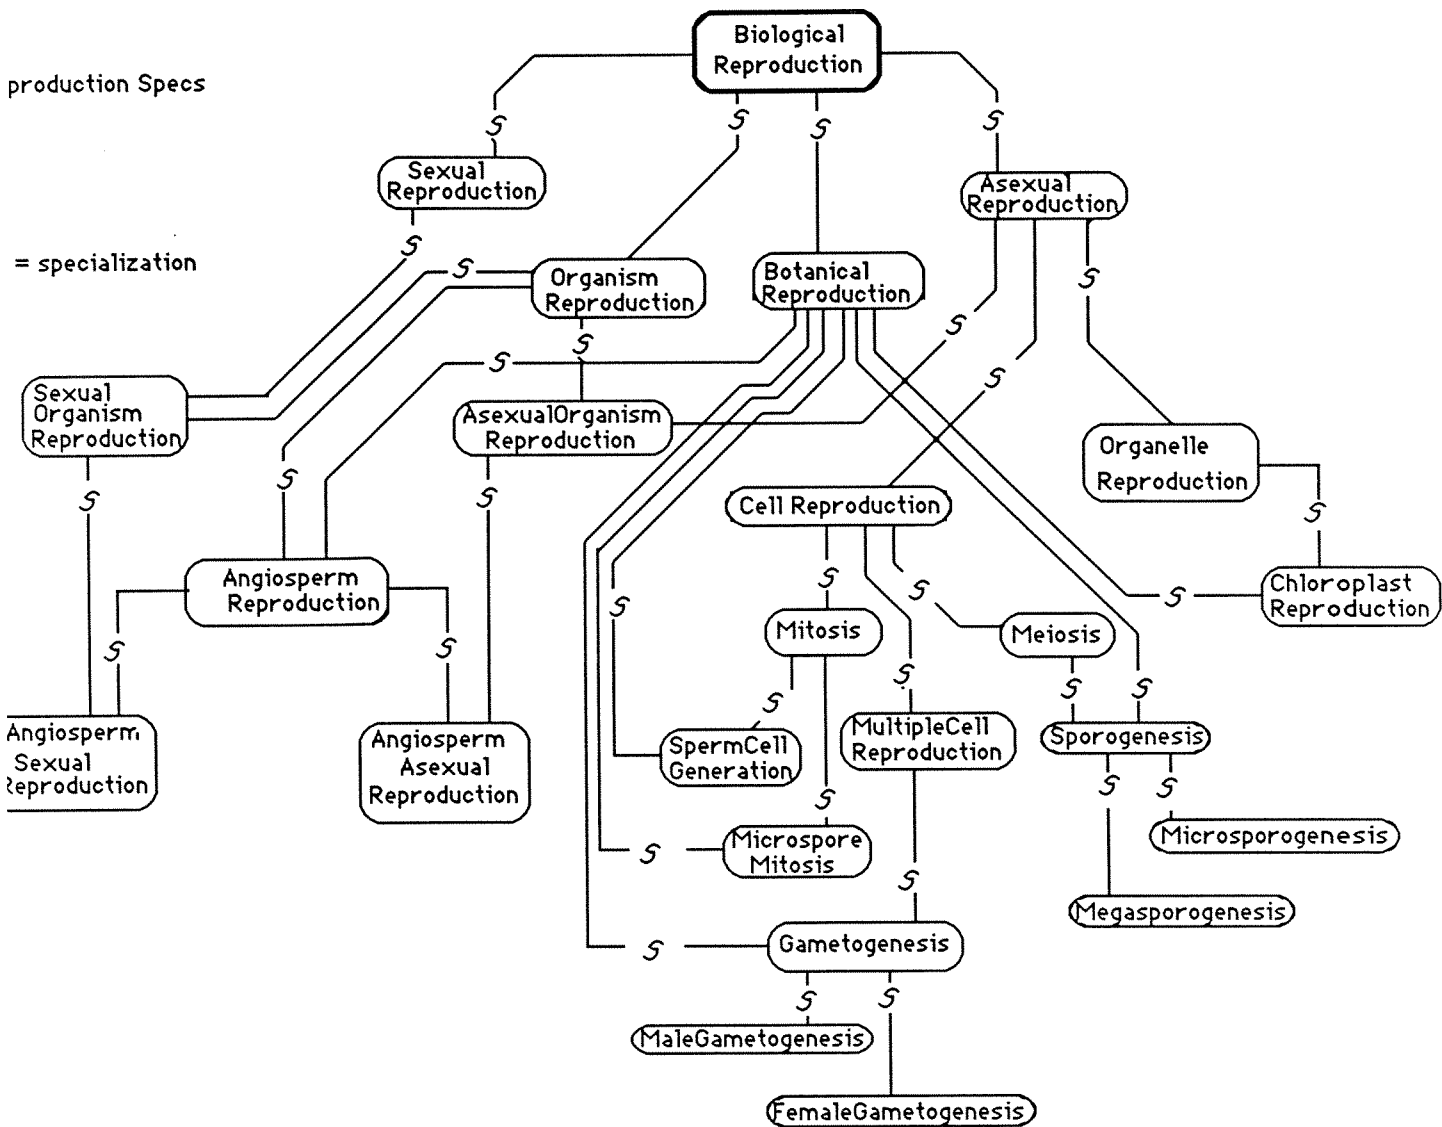 Biological
Reproduction
production Specs
S
S
S
S
Sexual
Reproduction
Asexual
Reproduction
S
= specialization
S
Organism
Reproduction
Botanical
Reproduction
S
S
S
S
S
Sexual
Organism
Reproduction
AsexualOrganism
Reproduction
Organelle
Reproduction
S
S
S
Cell Reproduction
S
Angiosperm
Reproduction
Chloroplast
Reproduction
S
S
S
S
Mitosis
Meiosis
S
S
S
S
S
S
Angiosperm
Sexual
Reproduction
Angiosperm
Asexual
Reproduction
SpermCell
Generation
MultipleCell
Reproduction
Sporogenesis
S
S
S
Microspore
Mitosis
Microsporogenesis
S
S
Megasporogenesis
Gametogenesis
S
S
S
MaleGametogenesis
FemaleGametogenesis